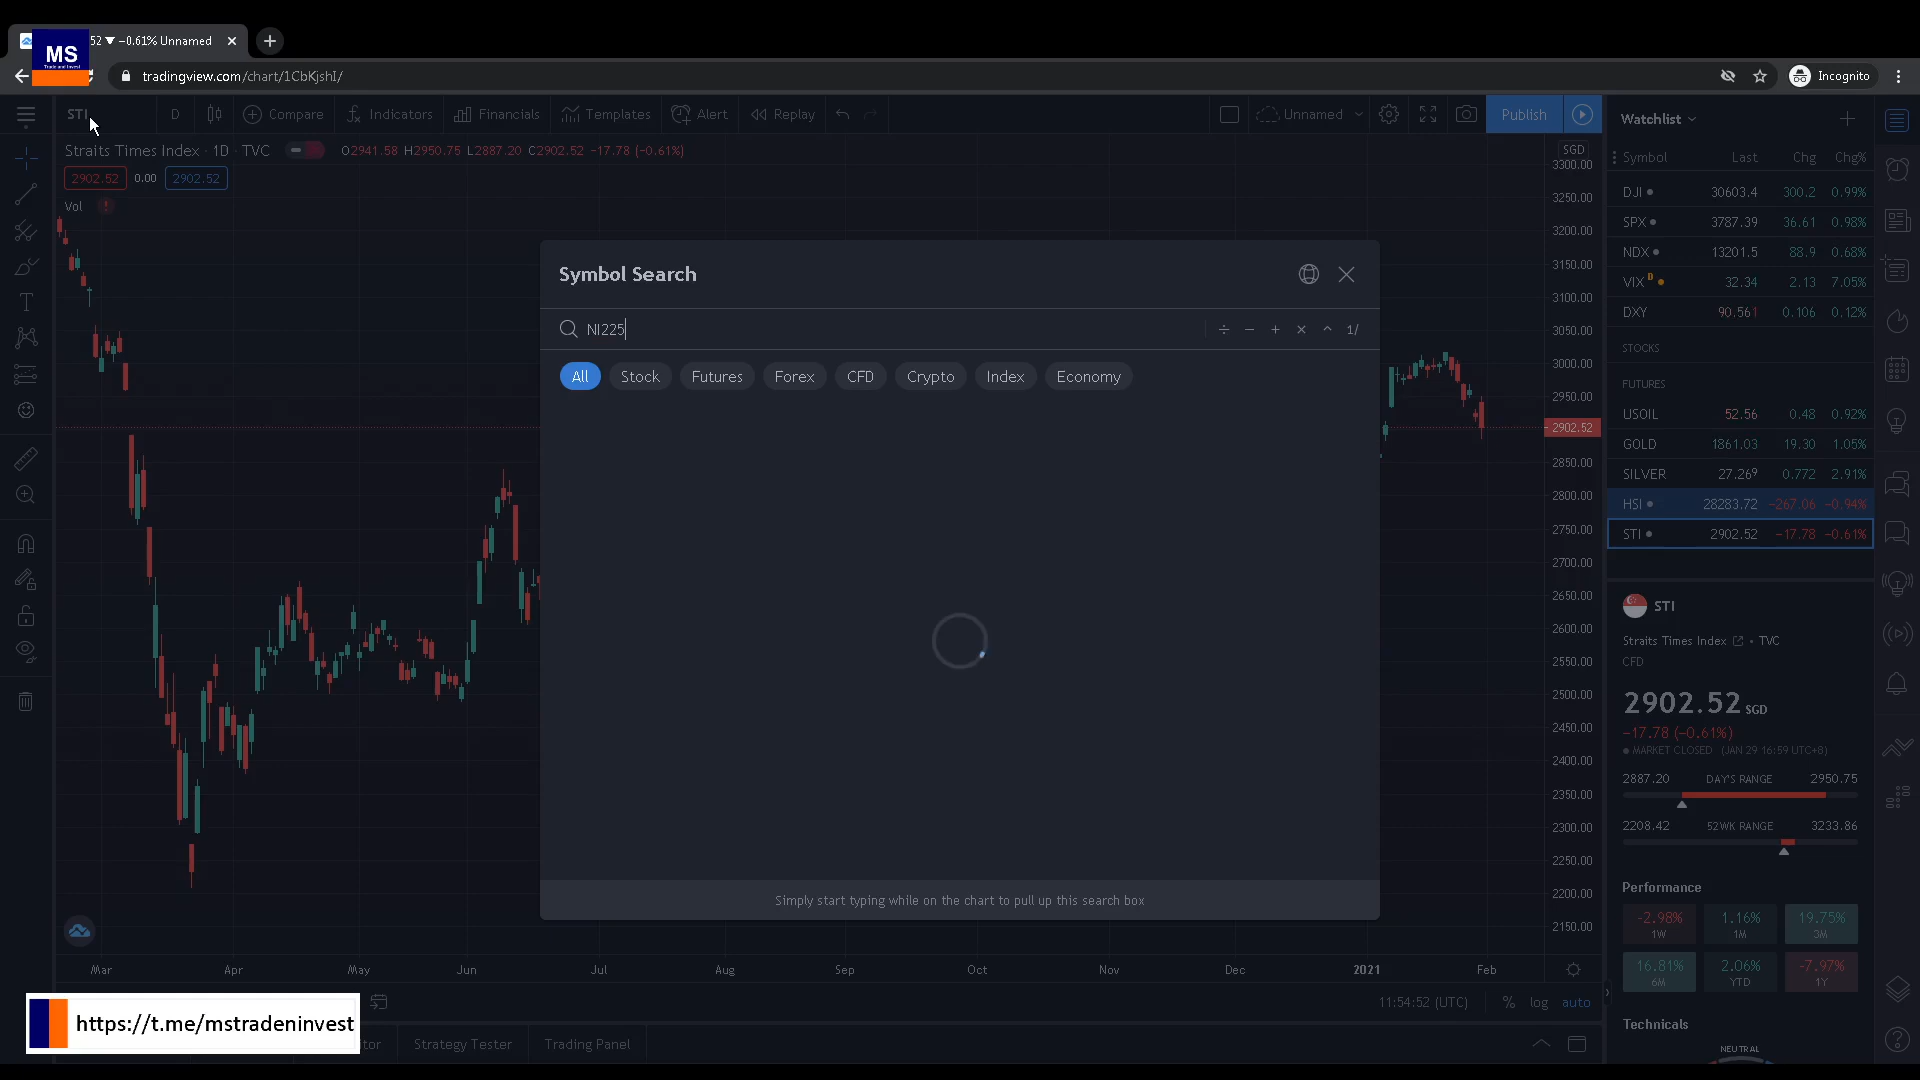 52 ▼ −0.61% Unnamed
MS
Trade and Invest
tradingview.com/chart/1CbKjshI/
Incognito
STI
D
Compare
Indicators
Financials
Templates
Alert
Replay
Unnamed
Publish
Straits Times Index · 1D · TVC
O2941.58 H2950.75 L2887.20 C2902.52 −17.78 (−0.61%)
2902.52 0.00 2902.52
Vol
SGD
3300.00
3250.00
3200.00
3150.00
3100.00
3050.00
3000.00
2950.00
2902.52
2850.00
2800.00
2750.00
2700.00
2650.00
2600.00
2550.00
2500.00
2450.00
2400.00
2350.00
2300.00
2250.00
2200.00
2150.00
Symbol Search
NI225
÷ − + × ^ 1/
All Stock Futures Forex CFD Crypto Index Economy
Simply start typing while on the chart to pull up this search box
Mar Apr May Jun Jul Aug Sep Oct Nov Dec 2021 Feb
11:54:52 (UTC) % log auto
tor Strategy Tester Trading Panel
https://t.me/mstradeninvest
Watchlist
Symbol Last Chg Chg%
DJI 30603.4 300.2 0.99%
SPX 3787.39 36.61 0.98%
NDX 13201.5 88.9 0.68%
VIX D 32.34 2.13 7.05%
DXY 90.561 0.106 0.12%
STOCKS
FUTURES
USOIL 52.56 0.48 0.92%
GOLD 1861.03 19.30 1.05%
SILVER 27.269 0.772 2.91%
HSI 28283.72 −267.06 −0.94%
STI 2902.52 −17.78 −0.61%
STI
Straits Times Index • TVC
CFD
2902.52 SGD
−17.78 (−0.61%)
MARKET CLOSED (JAN 29 16:59 UTC+8)
2887.20 DAY'S RANGE 2950.75
2208.42 52WK RANGE 3233.86
Performance
-2.98% 1.16% 19.75%
1W 1M 3M
16.81% 2.06% -7.97%
6M YTD 1Y
Technicals
NEUTRAL